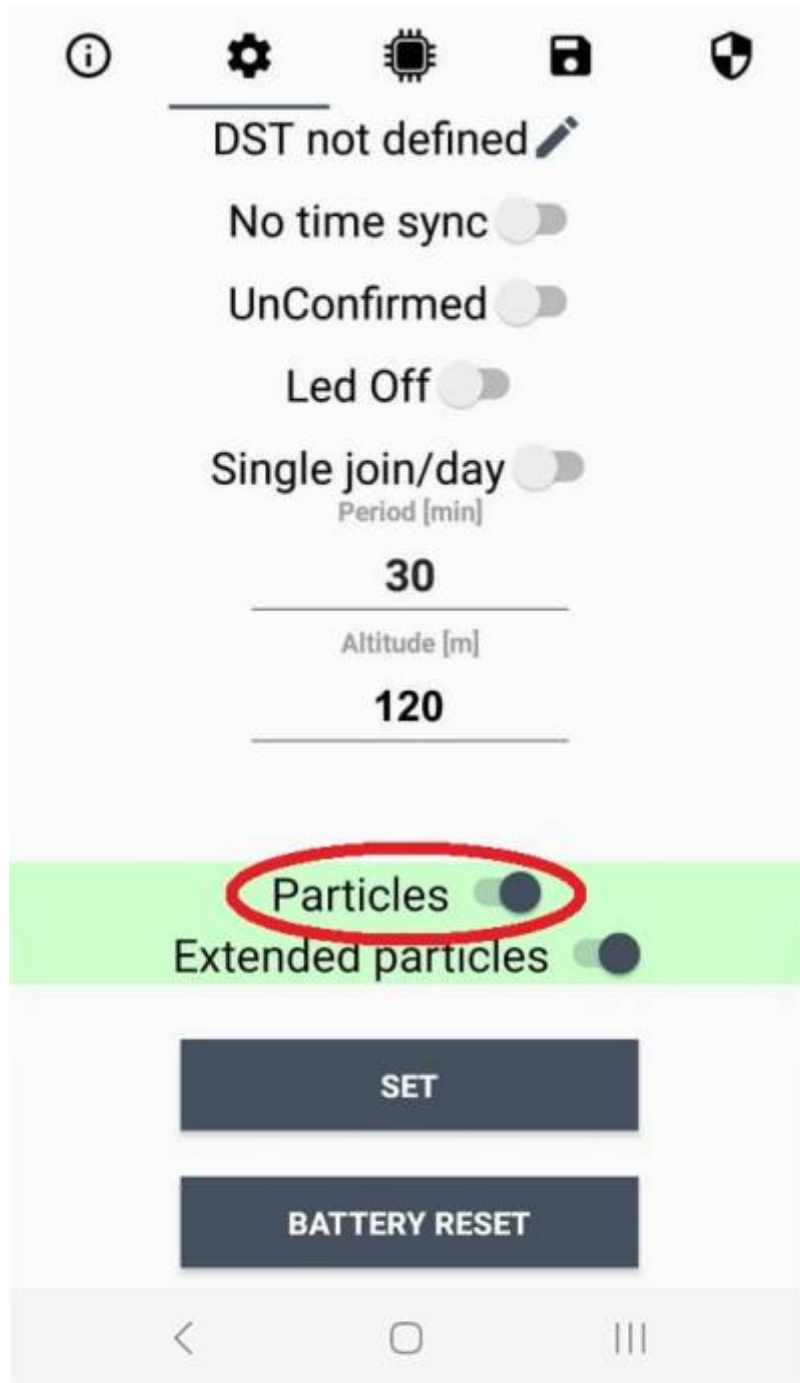 DST not defined
No time sync
UnConfirmed
Led Off
Single join/day
Period [min]
30
Altitude [m]
120
Particles
Extended particles
SET
BATTERY RESET